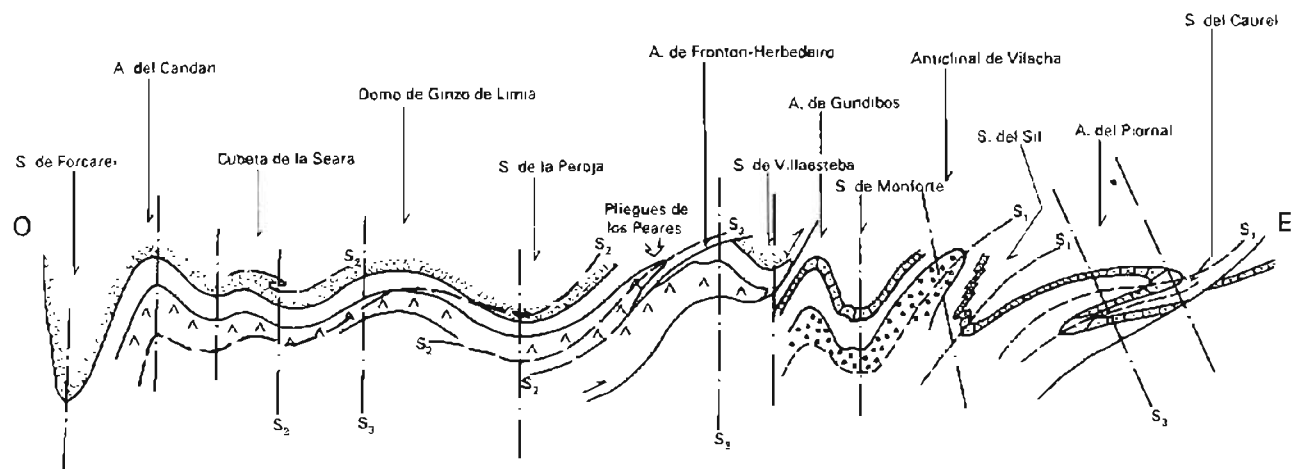 S. del Caurel
A. de Fronton-Herbedeiro
Anticlinal de Vilacha
A. del Candan
Domo de Ginzo de Limia
A. de Gundibos
S. del Sil
A. del Piornal
S. de Forcarei
Cubeta de la Seara
S. de la Peroja
S. de Villaesteba
S. de Monforte
Pliegues de
los Peares
O
E
S₂
S₂
S₂
S₁
S₁
S₁
S₂
S₂
S₂
S₃
S₃
S₃